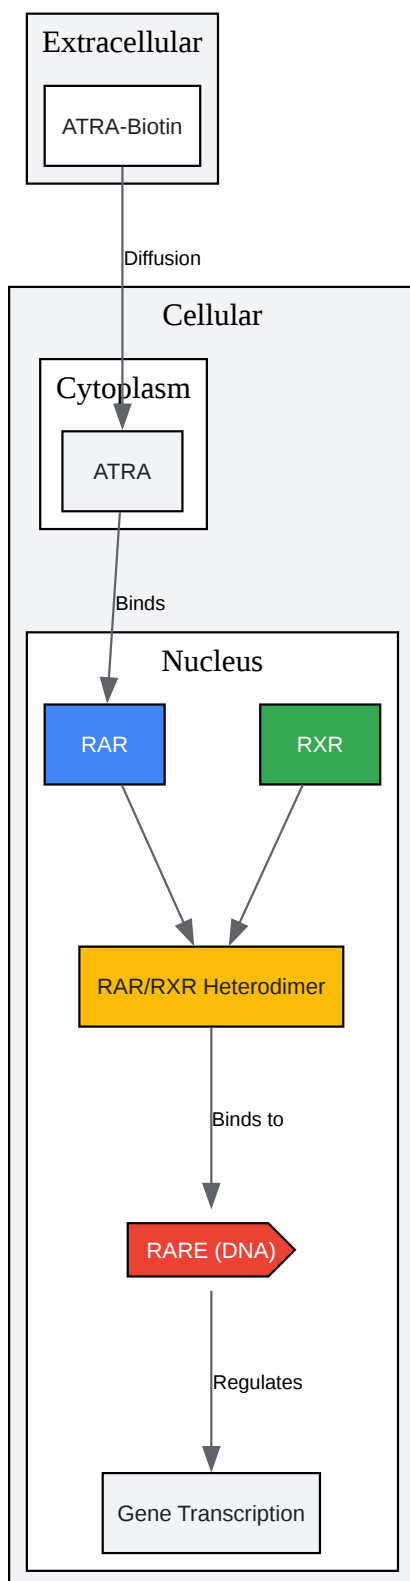 Extracellular
ATRA-Biotin
Diffusion
Cellular
Cytoplasm
ATRA
Binds
Nucleus
RAR
RXR
RAR/RXR Heterodimer
Binds to
RARE (DNA)
Regulates
Gene Transcription